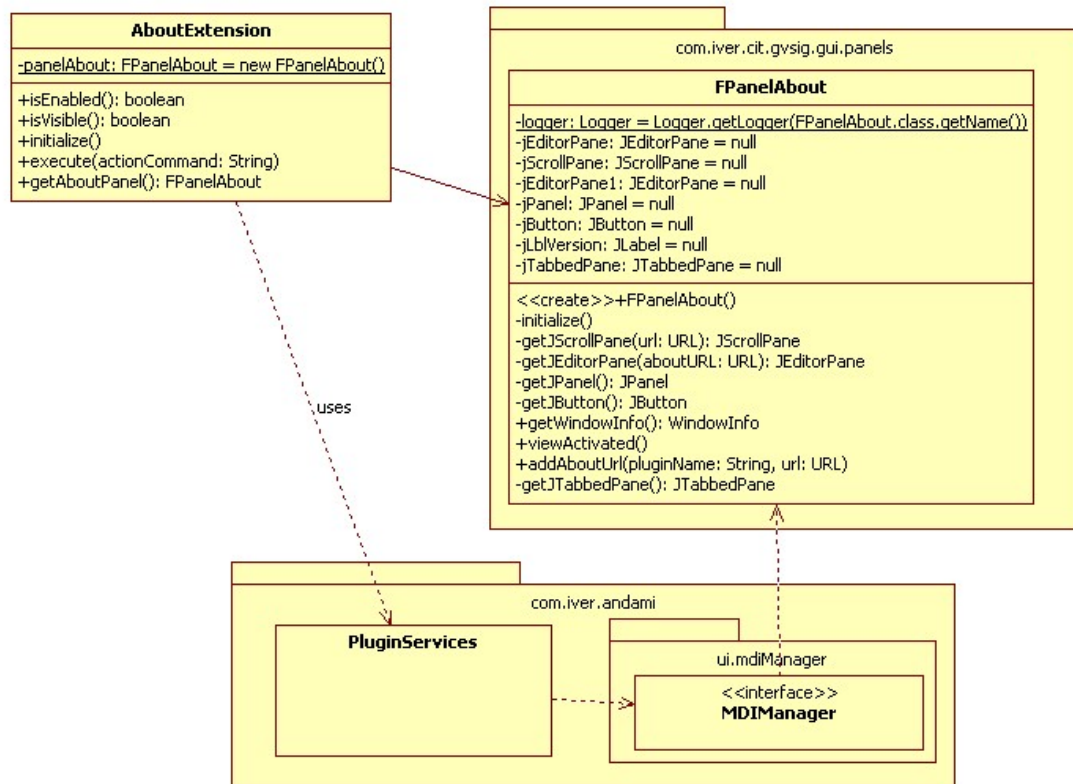 AboutExtension
-panelAbout: FPanelAbout = new FPanelAbout()
+isEnabled(): boolean
+isVisible(): boolean
+initialize()
+execute(actionCommand: String)
+getAboutPanel(): FPanelAbout
com.iver.cit.gvsig.gui.panels
FPanelAbout
-logger: Logger = Logger.getLogger(FPanelAbout.class.getName())
-jEditorPane: JEditorPane = null
-jScrollPane: JScrollPane = null
-jEditorPane1: JEditorPane = null
-jPanel: JPanel = null
-jButton: JButton = null
-jLblVersion: JLabel = null
-jTabbedPane: JTabbedPane = null
<<create>>+FPanelAbout()
-initialize()
-getJScrollPane(url: URL): JScrollPane
-getJEditorPane(aboutURL: URL): JEditorPane
-getJPanel(): JPanel
-getJButton(): JButton
+getWindowInfo(): WindowInfo
+viewActivated()
+addAboutUrl(pluginName: String, url: URL)
-getJTabbedPane(): JTabbedPane
uses
com.iver.andami
PluginServices
ui.mdiManager
<<interface>>
MDIManager